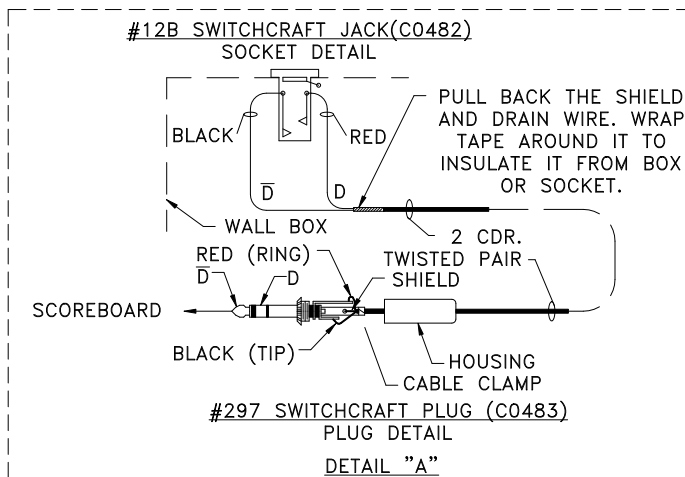 #12B SWITCHCRAFT JACK(C0482)
SOCKET DETAIL
BLACK
RED
PULL BACK THE SHIELD
AND DRAIN WIRE. WRAP
TAPE AROUND IT TO
INSULATE IT FROM BOX
OR SOCKET.
D̅
D
WALL BOX
2 CDR.
TWISTED PAIR
SHIELD
RED (RING)
D̅
D
SCOREBOARD
BLACK (TIP)
HOUSING
CABLE CLAMP
#297 SWITCHCRAFT PLUG (C0483)
PLUG DETAIL
DETAIL "A"